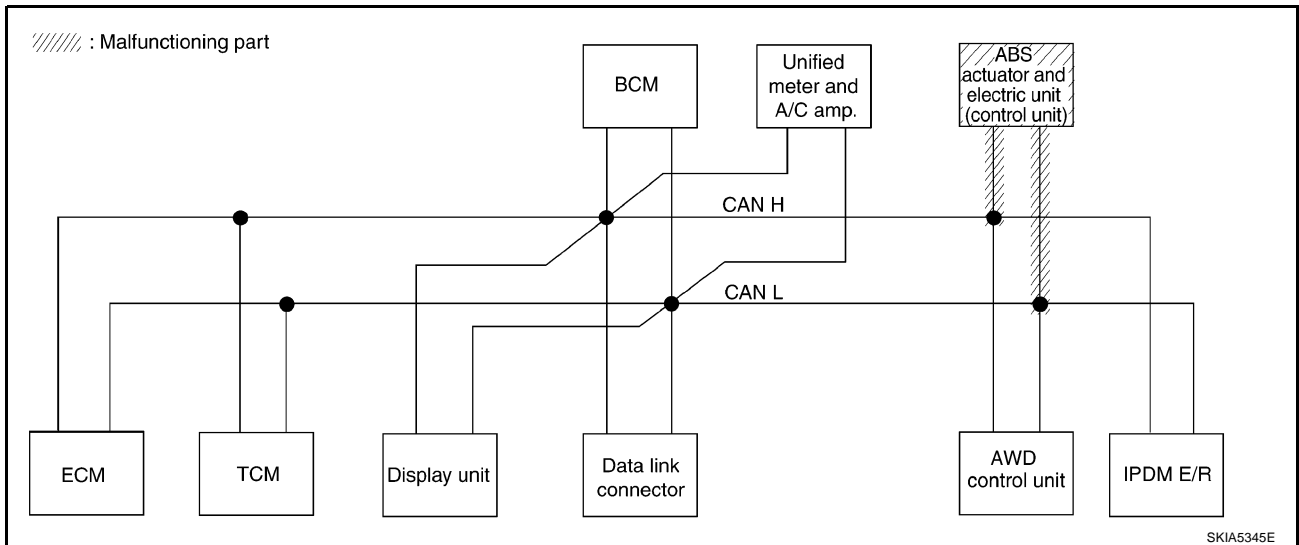 : Malfunctioning part
BCM
Unified
meter and
A/C amp.
ABS
actuator and
electric unit
(control unit)
CAN H
CAN L
ECM
TCM
Display unit
Data link
connector
AWD
control unit
IPDM E/R
SKIA5345E